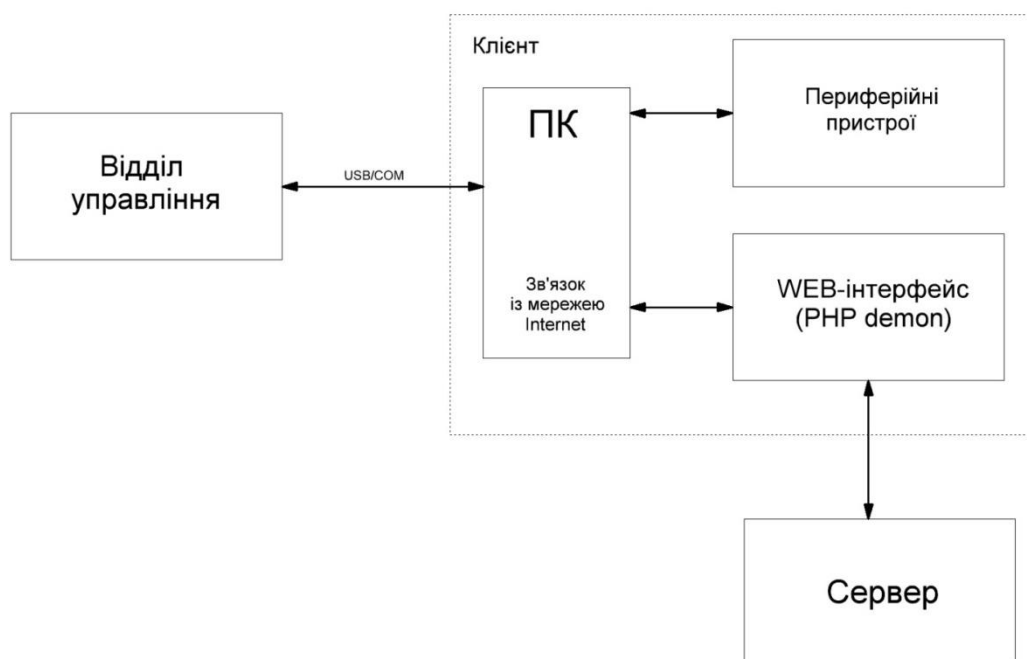 Клієнт
ПК
Периферійні
пристрої
Відділ
управління
USB/COM
Зв'язок
із мережею
Internet
WEB-інтерфейс
(PHP demon)
Сервер